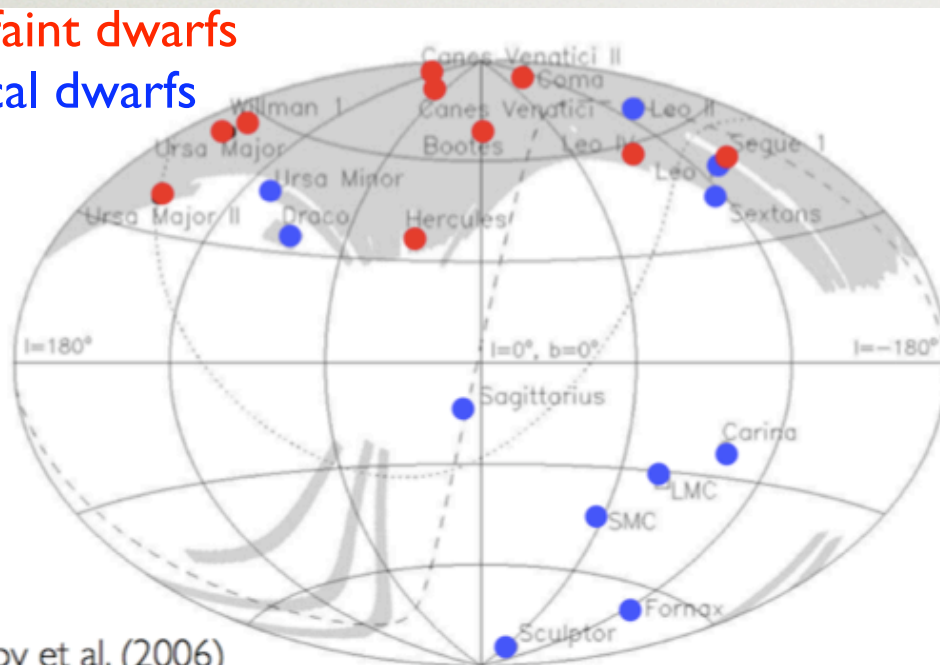 faint dwarfs
cal dwarfs
Canes Venatici II
Coma
Willman 1
Canes Venatici
Leo II
Ursa Major
Bootes
Leo IV
Segue 1
Leo
Ursa Minor
Ursa Major II
Draco
Hercules
Sextans
l=180°
l=0°, b=0°
l=-180°
Sagittarius
Carina
LMC
SMC
Fornax
Sculptor
ov et al. (2006)